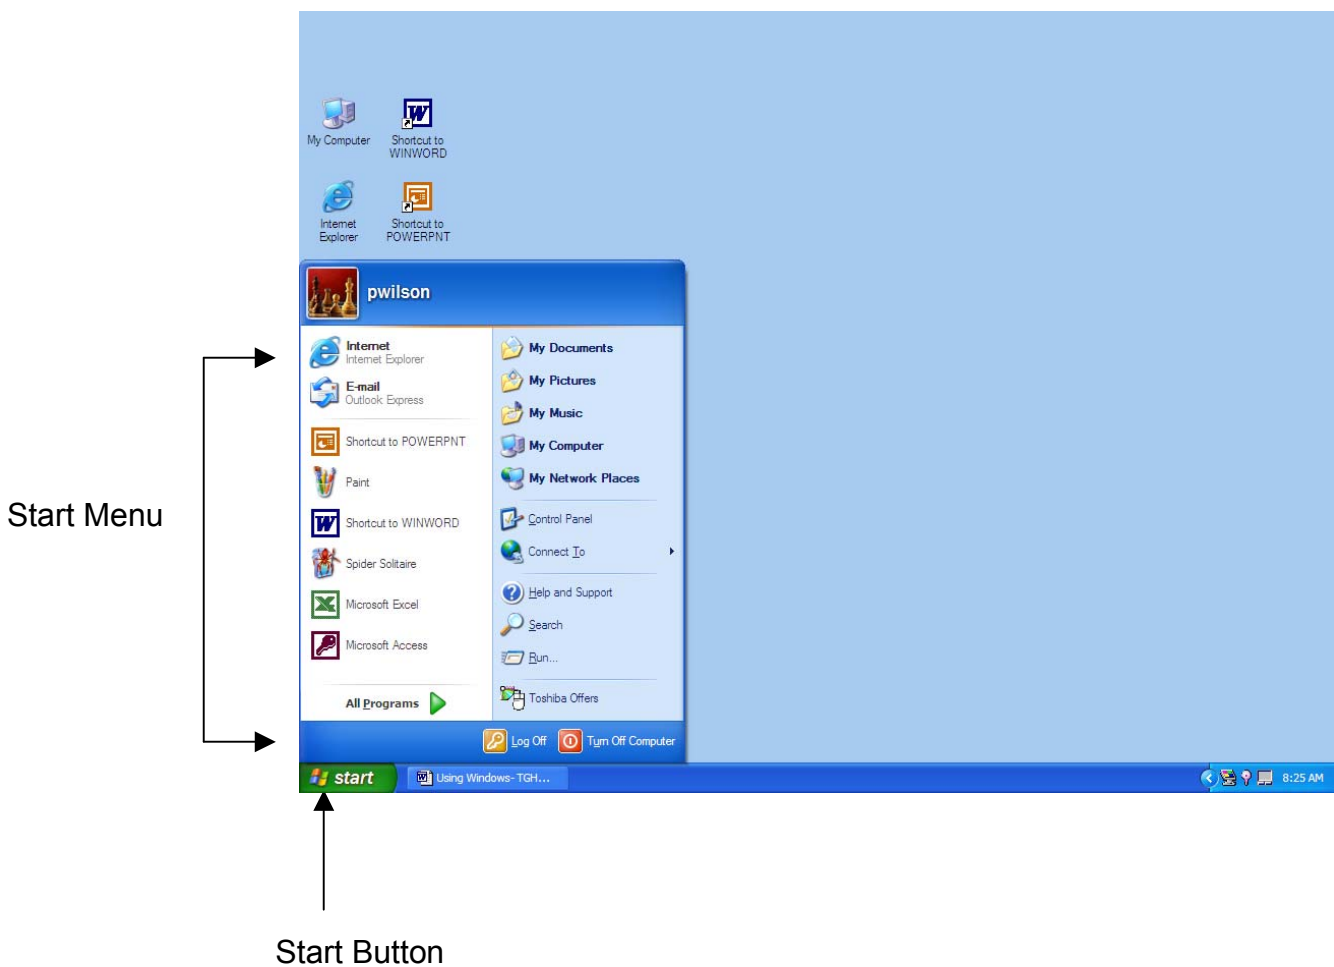 My Computer
Shortcut to
WINWORD
Internet
Explorer
Shortcut to
POWERPNT
pwilson
Internet
Internet Explorer
E-mail
Outlook Express
Shortcut to POWERPNT
Paint
Shortcut to WINWORD
Spider Solitaire
Microsoft Excel
Microsoft Access
All Programs
My Documents
My Pictures
My Music
My Computer
My Network Places
Control Panel
Connect To
Help and Support
Search
Run...
Toshiba Offers
Log Off
Turn Off Computer
start
Using Windows- TGH...
8:25 AM
Start Menu
Start Button